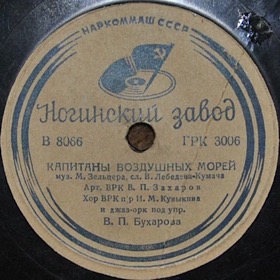 НАРКОММАШ СССР
Ногинский завод
В 8066 ГРК 3006
КАПИТАНЫ ВОЗДУШНЫХ МОРЕЙ
муз. М. Зельцера, сл. В. Лебедева-Кумача
Арт. ВРК В. П. Захаров
Хор ВРК п/р И. М. Кувыкина
и джаз-орк под упр.
В. П. Бухарова